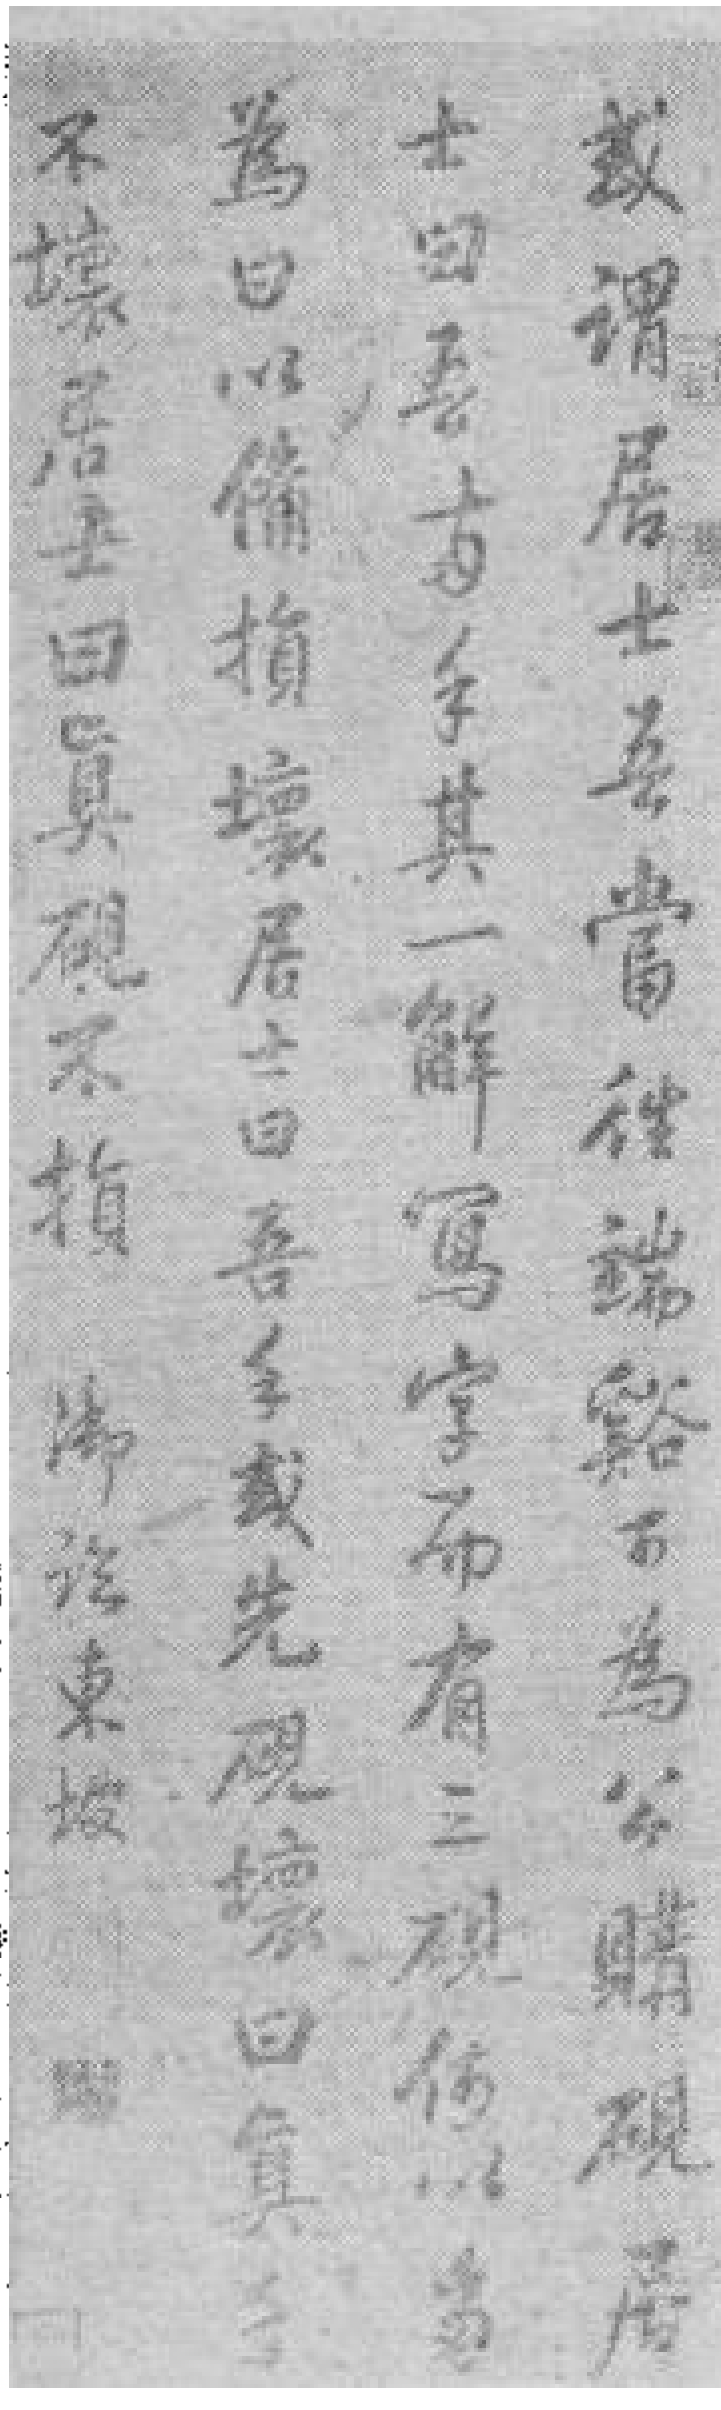 或謂居士吾當往端谿可為公購硯居
士曰吾兩手其一解寫字而有三硯何以多
為曰以備損壞居士曰吾手或先硯壞曰真手
不壞居士曰真硯不損 東坡